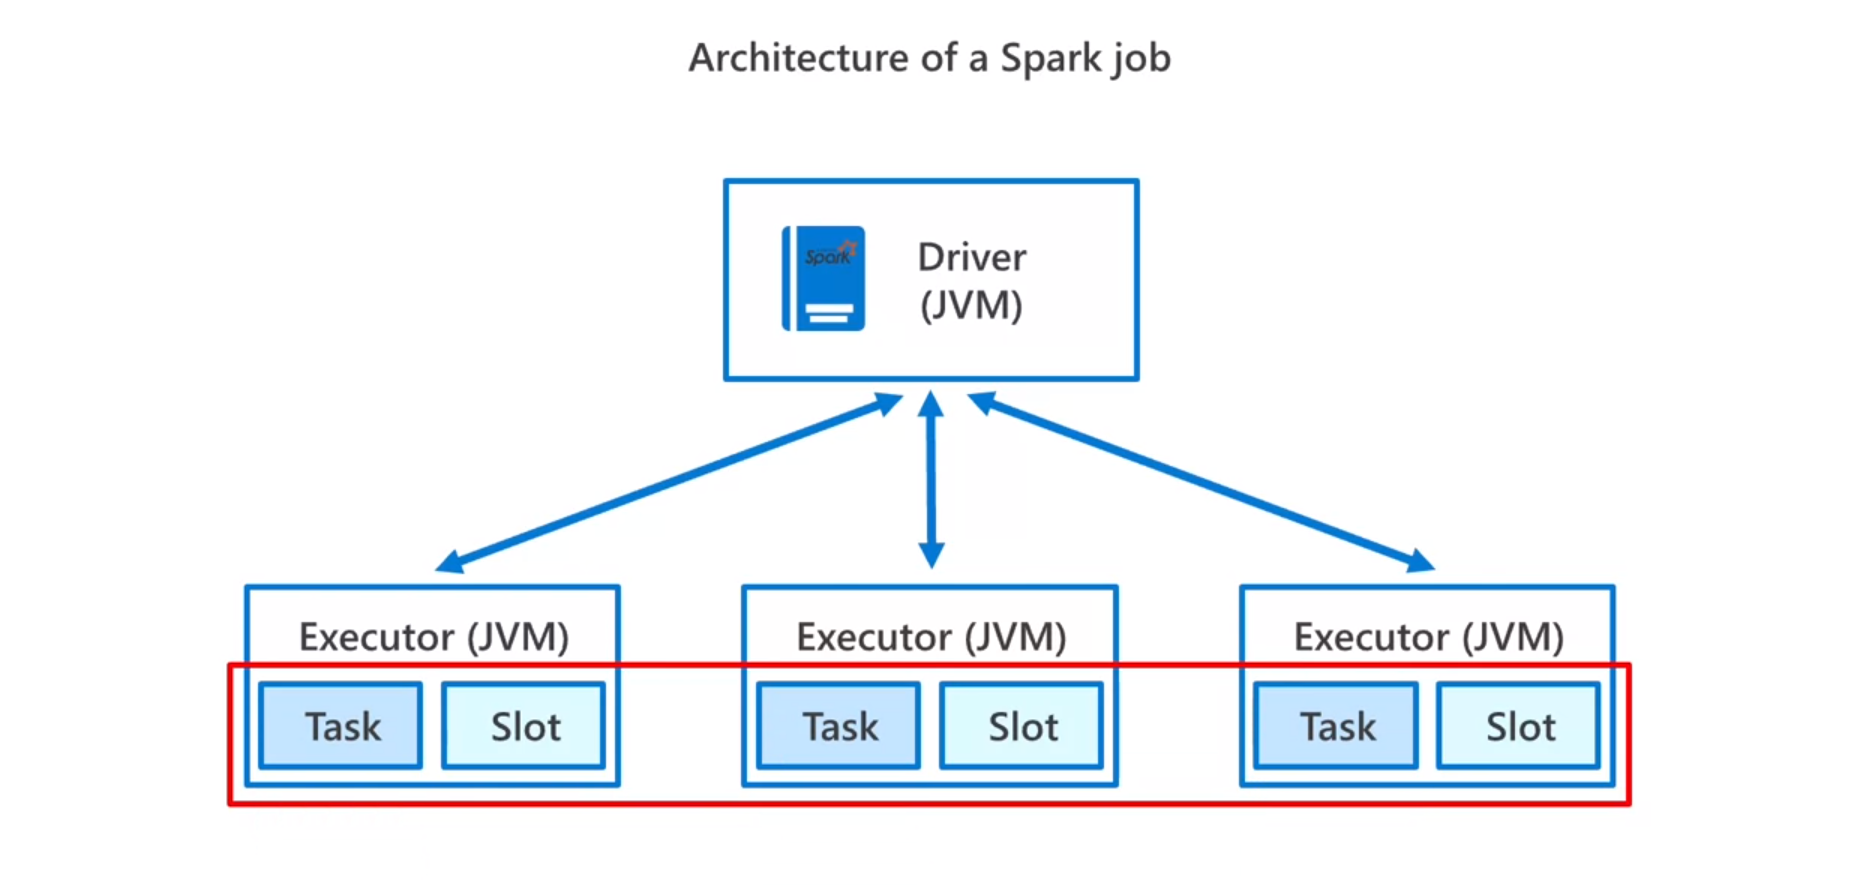 Architecture of a Spark job
Spark
Driver
(JVM)
Executor (JVM)
Task
Slot
Executor (JVM)
Task
Slot
Executor (JVM)
Task
Slot